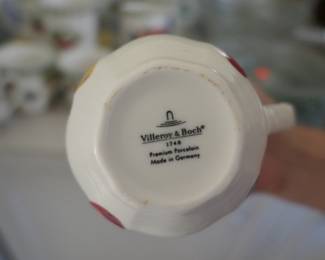 Villeroy & Boch®
1748
Premium Porcelain
Made in Germany